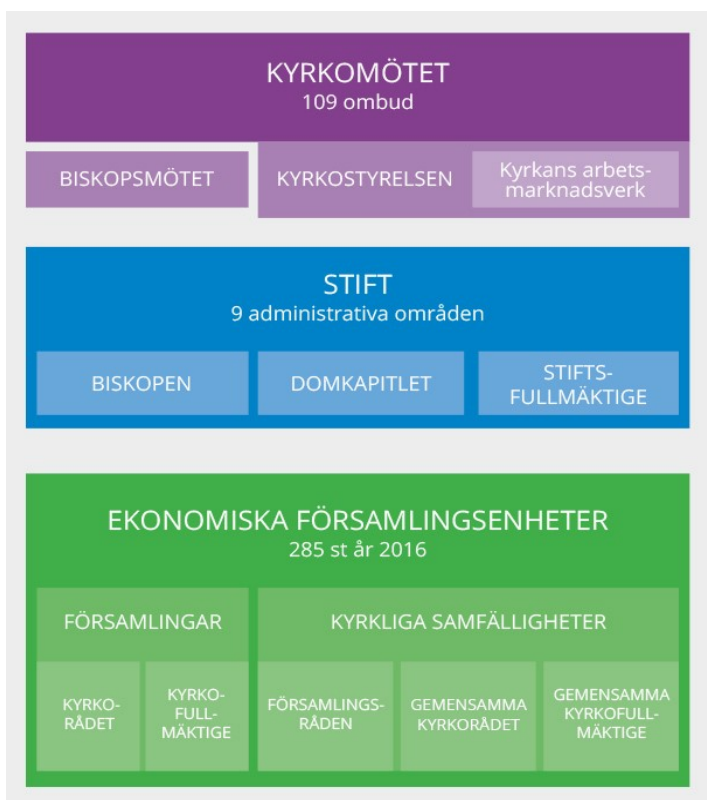 KYRKOMÖTET
109 ombud
BISKOPSMÖTET
KYRKOSTYRELSEN
Kyrkans arbets-
marknadsverk
STIFT
9 administrativa områden
BISKOPEN
DOMKAPITLET
STIFTS-
FULLMÄKTIGE
EKONOMISKA FÖRSAMLINGSENHETER
285 st år 2016
FÖRSAMLINGAR
KYRKLIGA SAMFÄLLIGHETER
KYRKO-
RÅDET
KYRKO-
FULL-
MÄKTIGE
FÖRSAMLINGS-
RÅDEN
GEMENSAMMA
KYRKORÅDET
GEMENSAMMA
KYRKOFULL-
MÄKTIGE